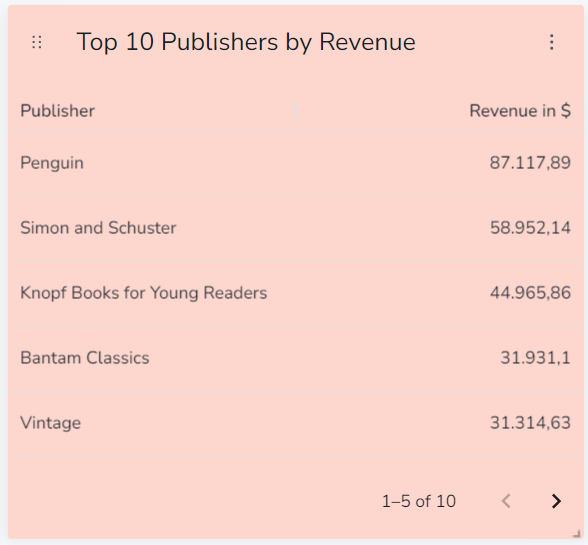 Top 10 Publishers by Revenue
Publisher Revenue in $
Penguin 87.117,89
Simon and Schuster 58.952,14
Knopf Books for Young Readers 44.965,86
Bantam Classics 31.931,1
Vintage 31.314,63
1–5 of 10